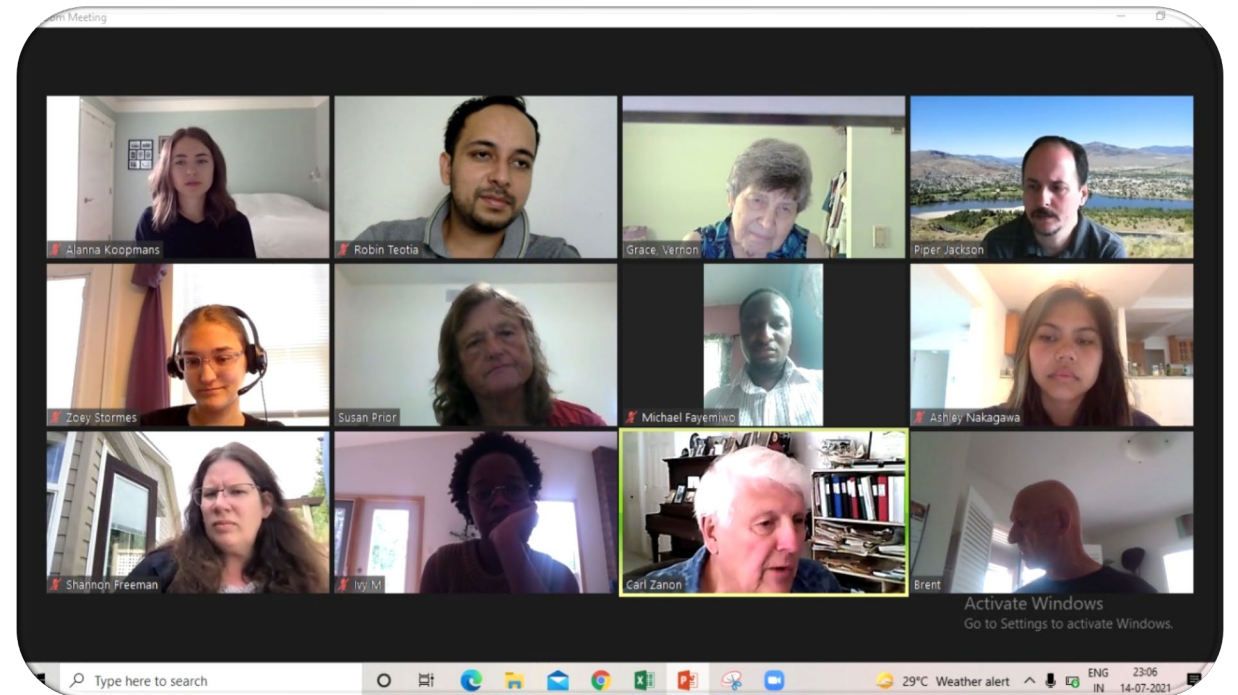 om Meeting
Alanna Koopmans
Robin Teotia
Grace, Vernon
Piper Jackson
Zoey Stormes
Susan Prior
Michael Fayemiwo
Ashley Nakagawa
Shannon Freeman
Ivy M
Carl Zanon
Brent
Activate Windows
Go to Settings to activate Windows.
Type here to search
29°C Weather alert
ENG
IN
23:06
14-07-2021